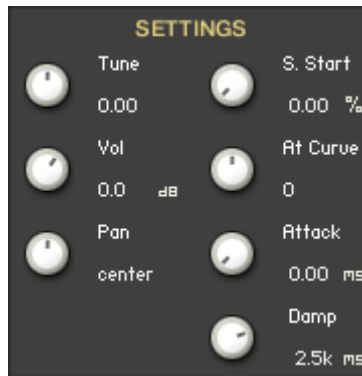 SETTINGS
Tune
0.00
S. Start
0.00 %
Vol
0.0 dB
At Curve
0
Pan
center
Attack
0.00 ms
Damp
2.5k ms